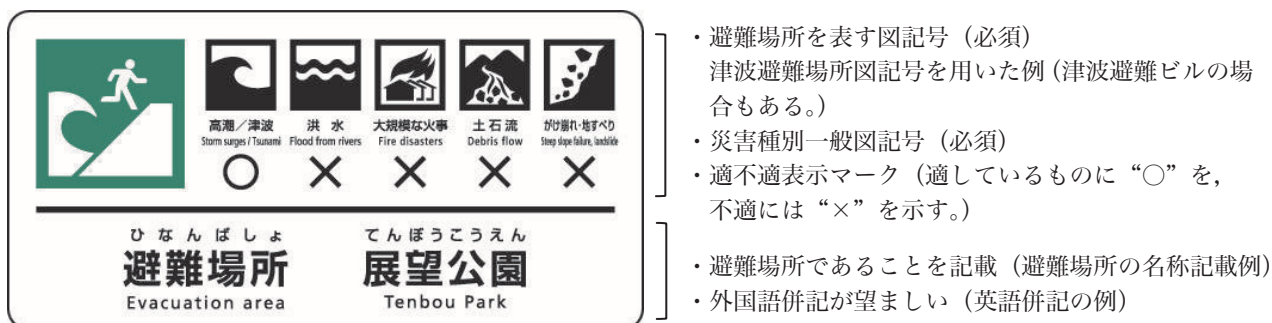 高潮／津波 洪水 大規模な火事 土石流 がけ崩れ・地すべり
Storm surges / Tsunami Flood from rivers Fire disasters Debris flow Steep slope failure, landslide
○ × × × ×
ひなんばしょ てんぼうこうえん
避難場所 展望公園
Evacuation area Tenbou Park
・避難場所を表す図記号（必須）
津波避難場所図記号を用いた例（津波避難ビルの場
合もある。）
・災害種別一般図記号（必須）
・適不適表示マーク（適しているものに“○”を，
不適には“×”を示す。）
・避難場所であることを記載（避難場所の名称記載例）
・外国語併記が望ましい（英語併記の例）